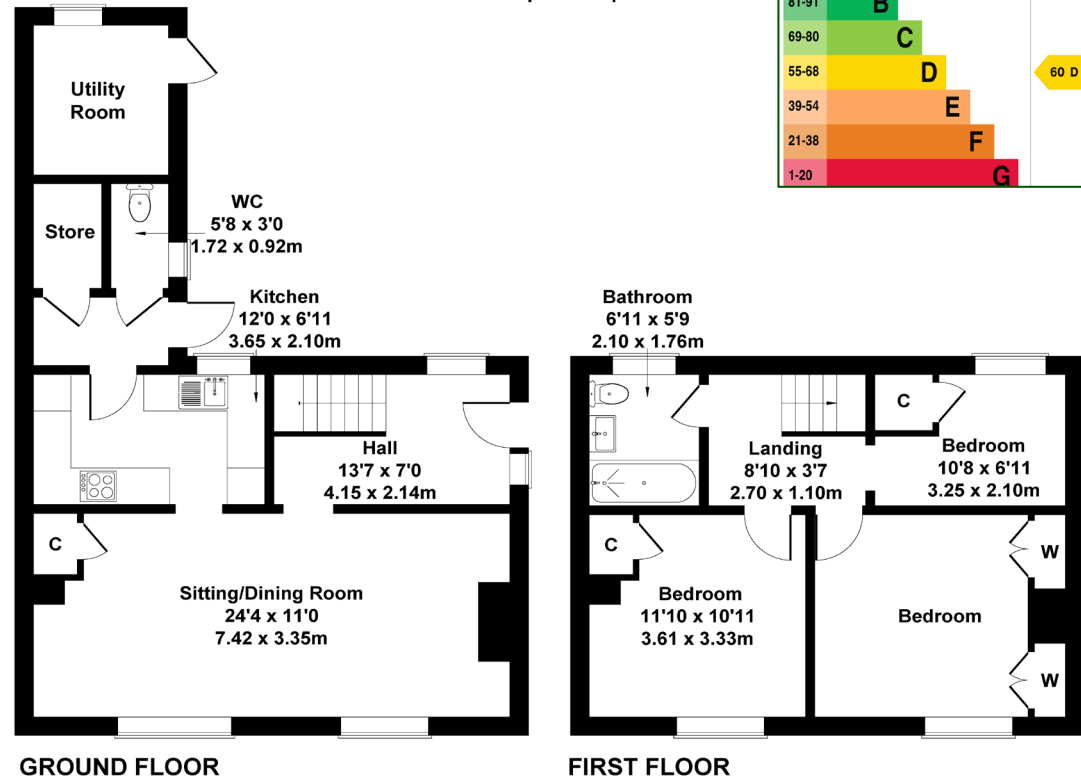 81-91 B
69-80 C
55-68 D
60 D
39-54 E
21-38 F
1-20 G
Utility
Room
Store
WC
5'8 x 3'0
1.72 x 0.92m
Kitchen
12'0 x 6'11
3.65 x 2.10m
Hall
13'7 x 7'0
4.15 x 2.14m
C
Sitting/Dining Room
24'4 x 11'0
7.42 x 3.35m
GROUND FLOOR
Bathroom
6'11 x 5'9
2.10 x 1.76m
C
Landing
8'10 x 3'7
2.70 x 1.10m
Bedroom
10'8 x 6'11
3.25 x 2.10m
C
Bedroom
11'10 x 10'11
3.61 x 3.33m
Bedroom
W
W
FIRST FLOOR